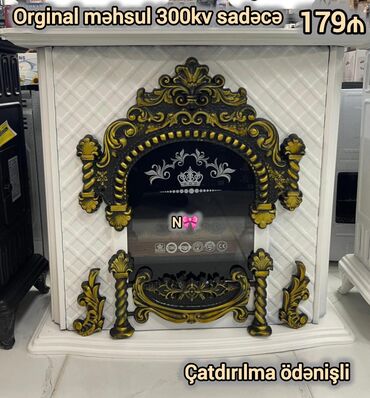 Orginal məhsul 300kv sadəcə 179₼
N🎀
Çatdırılma ödənişli